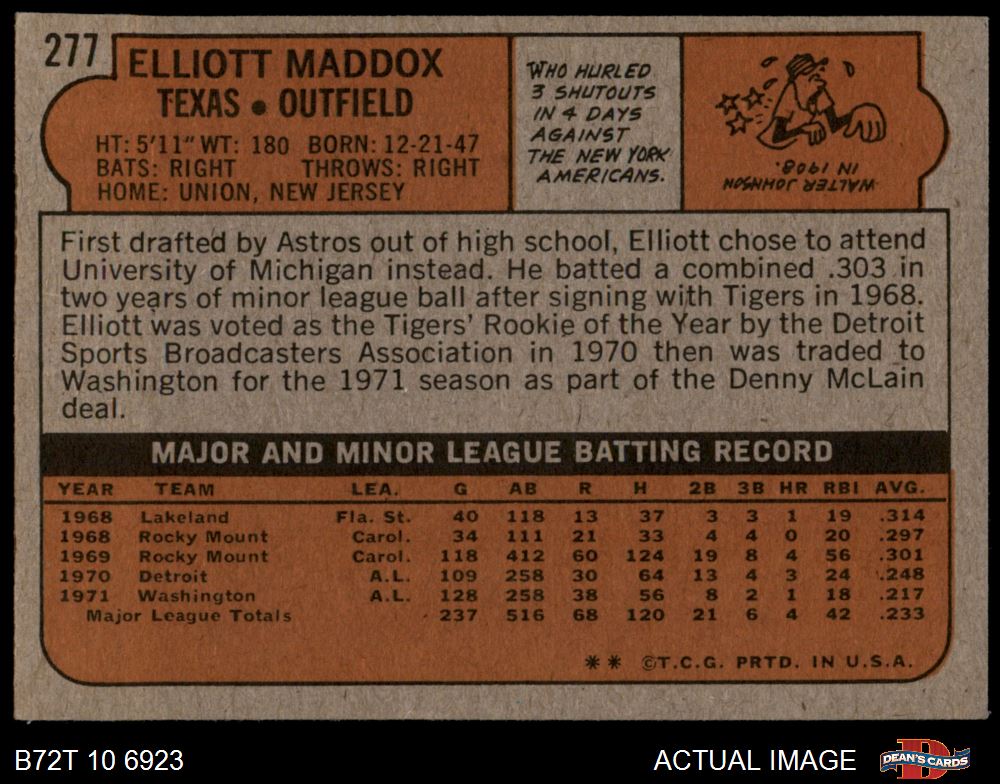 277
ELLIOTT MADDOX
TEXAS • OUTFIELD
HT: 5'11" WT: 180 BORN: 12-21-47
BATS: RIGHT THROWS: RIGHT
HOME: UNION, NEW JERSEY
WHO HURLED
3 SHUTOUTS
IN 4 DAYS
AGAINST
THE NEW YORK
AMERICANS.
WALTER JOHNSON
IN 1908.
First drafted by Astros out of high school, Elliott chose to attend
University of Michigan instead. He batted a combined .303 in
two years of minor league ball after signing with Tigers in 1968.
Elliott was voted as the Tigers' Rookie of the Year by the Detroit
Sports Broadcasters Association in 1970 then was traded to
Washington for the 1971 season as part of the Denny McLain
deal.
MAJOR AND MINOR LEAGUE BATTING RECORD
YEAR TEAM LEA. G AB R H 2B 3B HR RBI AVG.
1968 Lakeland Fla. St. 40 118 13 37 3 3 1 19 .314
1968 Rocky Mount Carol. 34 111 21 33 4 4 0 20 .297
1969 Rocky Mount Carol. 118 412 60 124 19 8 4 56 .301
1970 Detroit A.L. 109 258 30 64 13 4 3 24 .248
1971 Washington A.L. 128 258 38 56 8 2 1 18 .217
Major League Totals 237 516 68 120 21 6 4 42 .233
** ©T.C.G. PRTD. IN U.S.A.
B72T 10 6923 ACTUAL IMAGE
DEAN'S CARDS